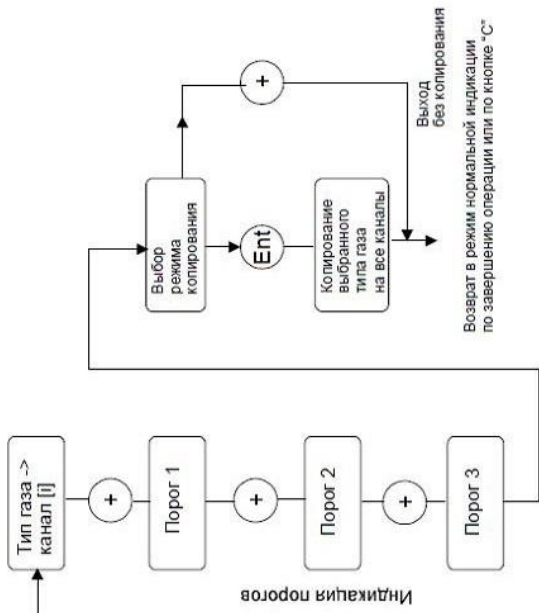 Тип газа ->
канал [i]
+
Порог 1
+
Порог 2
+
Порог 3
Индикация порогов
Выбор
режима
копирования
Ent
+
Копирование
выбранного
типа газа
на все каналы
Выход
без копирования
Возврат в режим нормальной индикации
по завершению операции или по кнопке “С”